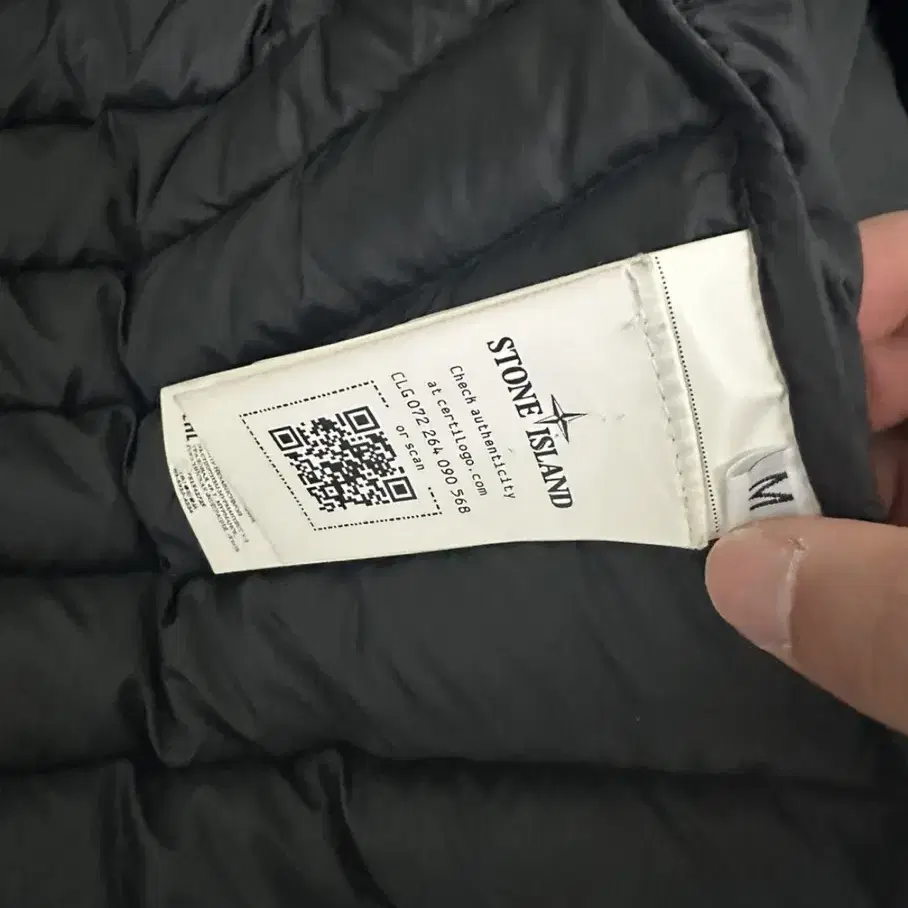 STONE ISLAND
Check authenticity
at certilogo.com
CLG 072 264 090 568
or scan
M